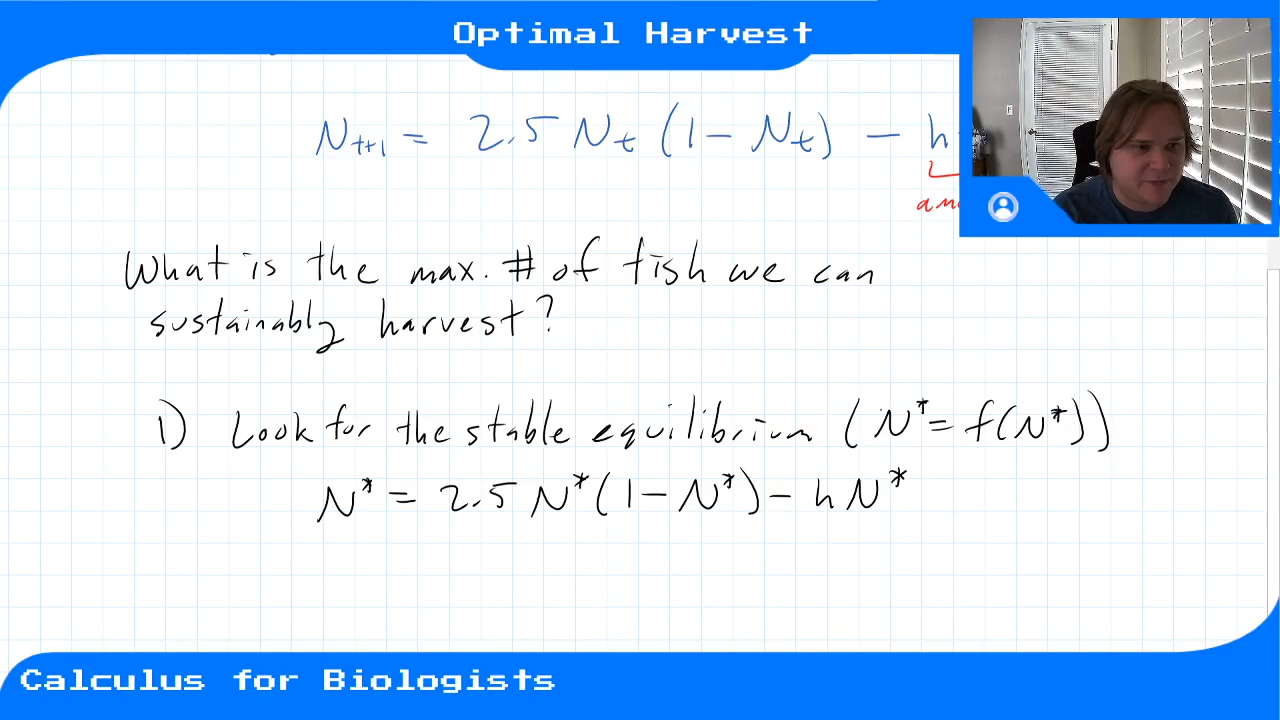 Optimal Harvest
N_{t+1} = 2.5 N_t (1 - N_t) - h
What is the max. # of fish we can
sustainably harvest?
1) Look for the stable equilibrium (N* = f(N*))
N* = 2.5 N* (1 - N*) - h N*
Calculus for Biologists